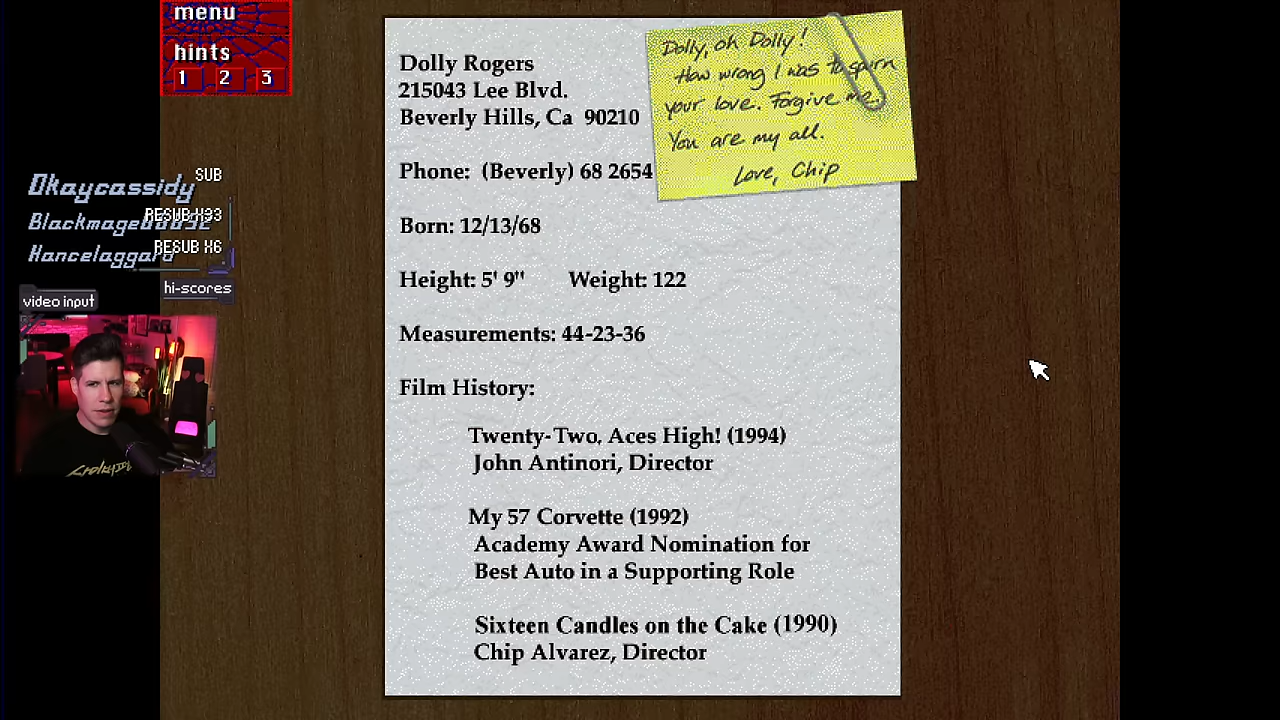 menu
hints
1 2 3
Dolly Rogers
215043 Lee Blvd.
Beverly Hills, Ca 90210
Phone: (Beverly) 68 2654
Born: 12/13/68
Height: 5' 9" Weight: 122
Measurements: 44-23-36
Film History:
Twenty-Two, Aces High! (1994)
John Antinori, Director
My 57 Corvette (1992)
Academy Award Nomination for
Best Auto in a Supporting Role
Sixteen Candles on the Cake (1990)
Chip Alvarez, Director
Dolly, oh Dolly!
How wrong I was to spurn
your love. Forgive me.
You are my all.
Love, Chip
Okaycassidy SUB
RESUB X33
Kancelaggaro RESUB X6
hi-scores
video input